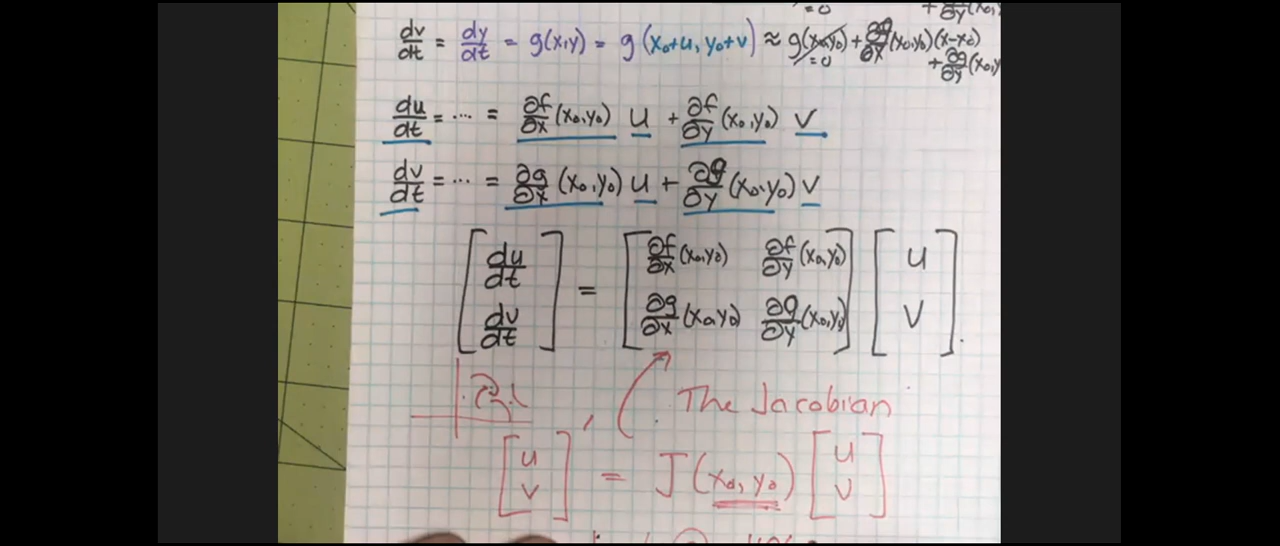 =0 + ∂f/∂y (x₀,
dv/dt = dy/dt = g(x,y) = g(x₀+u, y₀+v) ≈ g(x₀,y₀) + ∂g/∂x (x₀,y₀)(x-x₀)
=0 + ∂g/∂y (x₀,y
du/dt = ... = ∂f/∂x (x₀,y₀) u + ∂f/∂y (x₀,y₀) v
dv/dt = ... = ∂g/∂x (x₀,y₀) u + ∂g/∂y (x₀,y₀) v
[du/dt dv/dt] = [∂f/∂x (x₀,y₀) ∂f/∂y (x₀,y₀) ∂g/∂x (x₀,y₀) ∂g/∂y (x₀,y₀)] [u v].
The Jacobian
[u v]' = J(x₀, y₀) [u v]